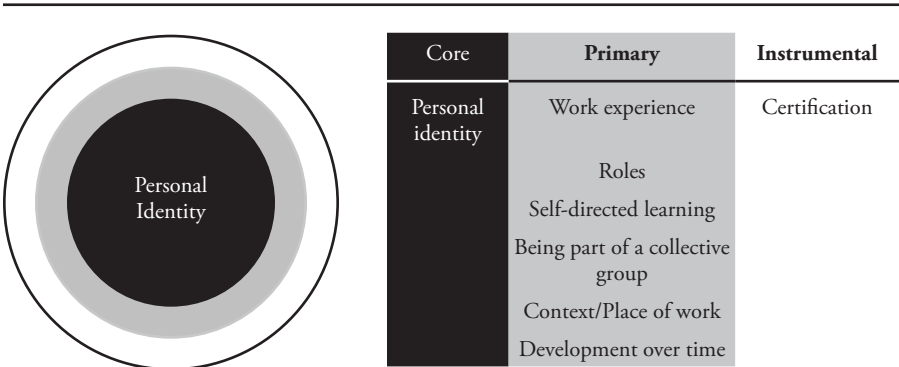 Personal
Identity
Core Primary Instrumental
Personal Work experience Certification
identity
Roles
Self-directed learning
Being part of a collective
group
Context/Place of work
Development over time